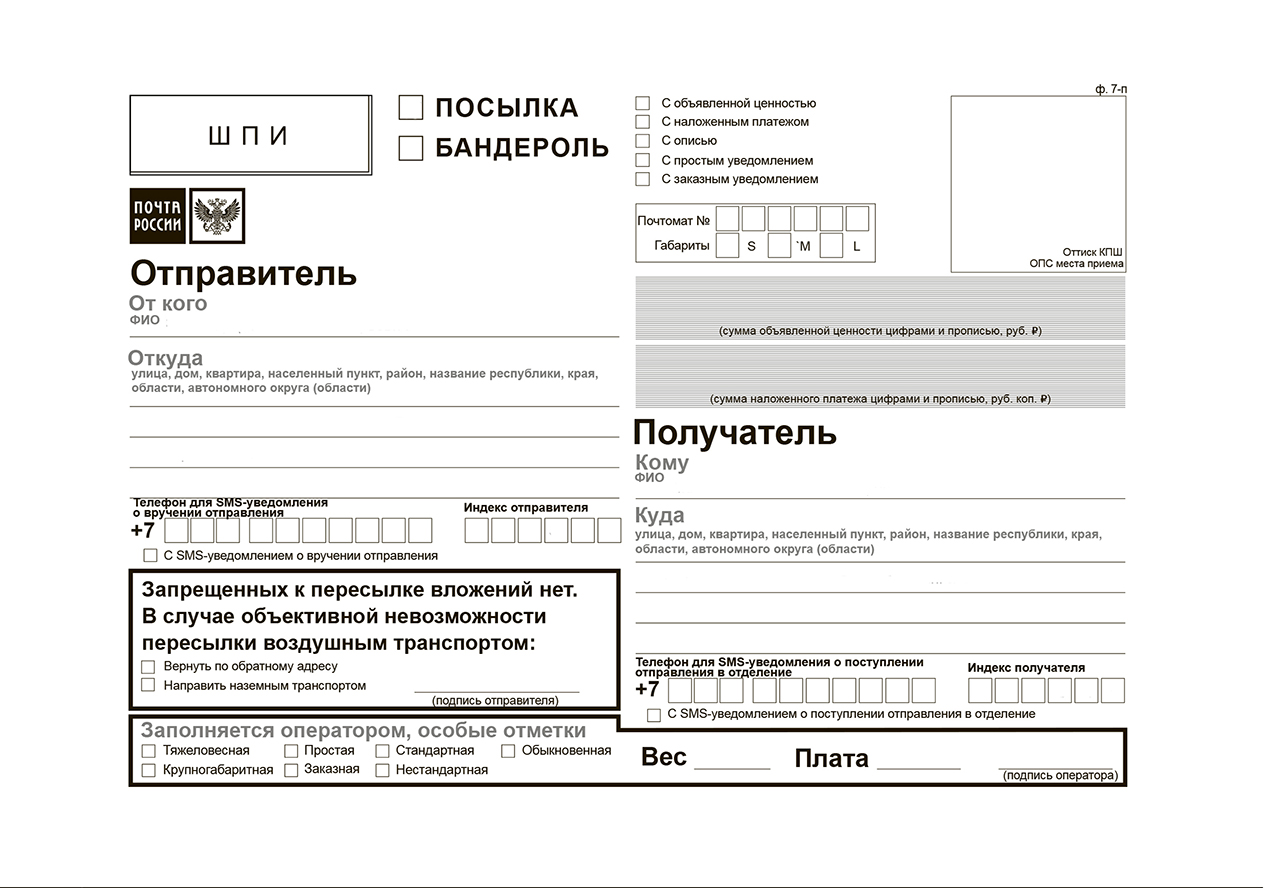 ф. 7-п
ШПИ
ПОСЫЛКА
БАНДЕРОЛЬ
С объявленной ценностью
С наложенным платежом
С описью
С простым уведомлением
С заказным уведомлением
ПОЧТА
РОССИИ
Почтомат №
Габариты S `M L
Оттиск КПШ
ОПС места приема
Отправитель
От кого
ФИО
(сумма объявленной ценности цифрами и прописью, руб. ₽)
Откуда
улица, дом, квартира, населенный пункт, район, название республики, края,
области, автономного округа (области)
(сумма наложенного платежа цифрами и прописью, руб. коп. ₽)
Телефон для SMS-уведомления
о вручении отправления
Индекс отправителя
+7
С SMS-уведомлением о вручении отправления
Получатель
Кому
ФИО
Куда
улица, дом, квартира, населенный пункт, район, название республики, края,
области, автономного округа (области)
Телефон для SMS-уведомления о поступлении
отправления в отделение
Индекс получателя
+7
С SMS-уведомлением о поступлении отправления в отделение
Запрещенных к пересылке вложений нет.
В случае объективной невозможности
пересылки воздушным транспортом:
Вернуть по обратному адресу
Направить наземным транспортом
(подпись отправителя)
Заполняется оператором, особые отметки
Тяжеловесная Простая Стандартная Обыкновенная
Крупногабаритная Заказная Нестандартная
Вес Плата
(подпись оператора)